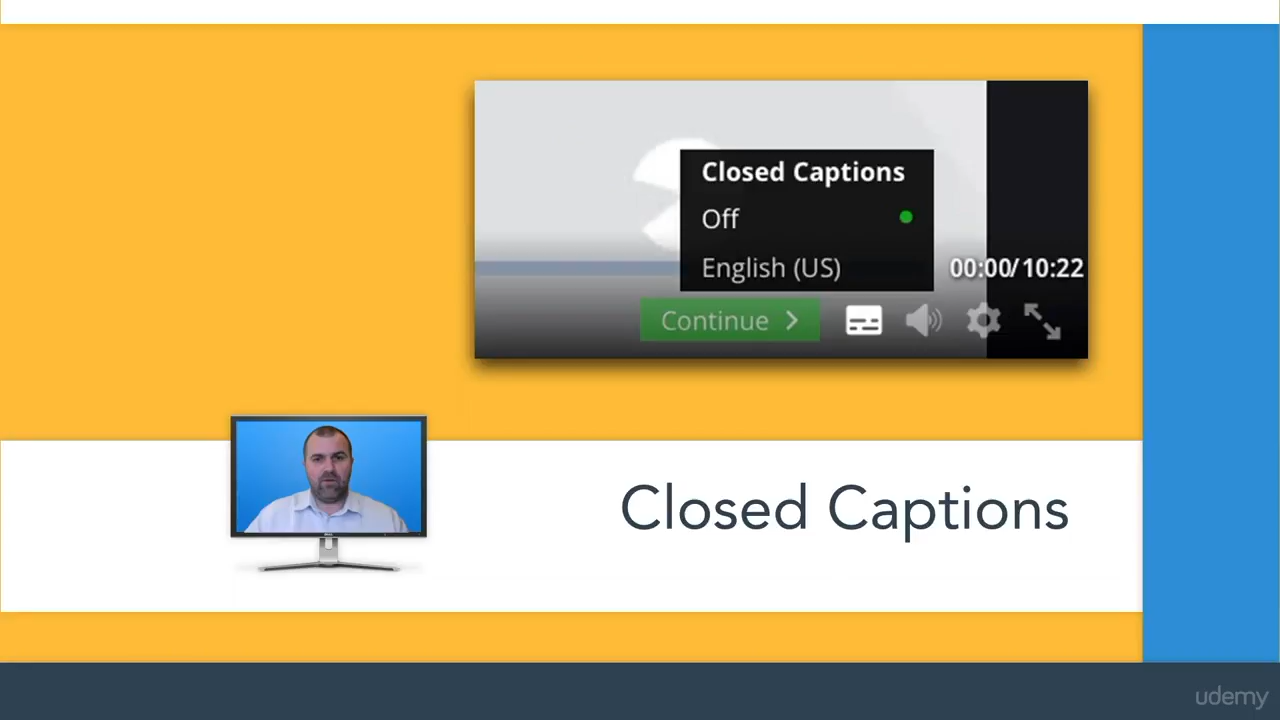 Closed Captions
Off
English (US)
00:00/10:22
Continue
Closed Captions
udemy